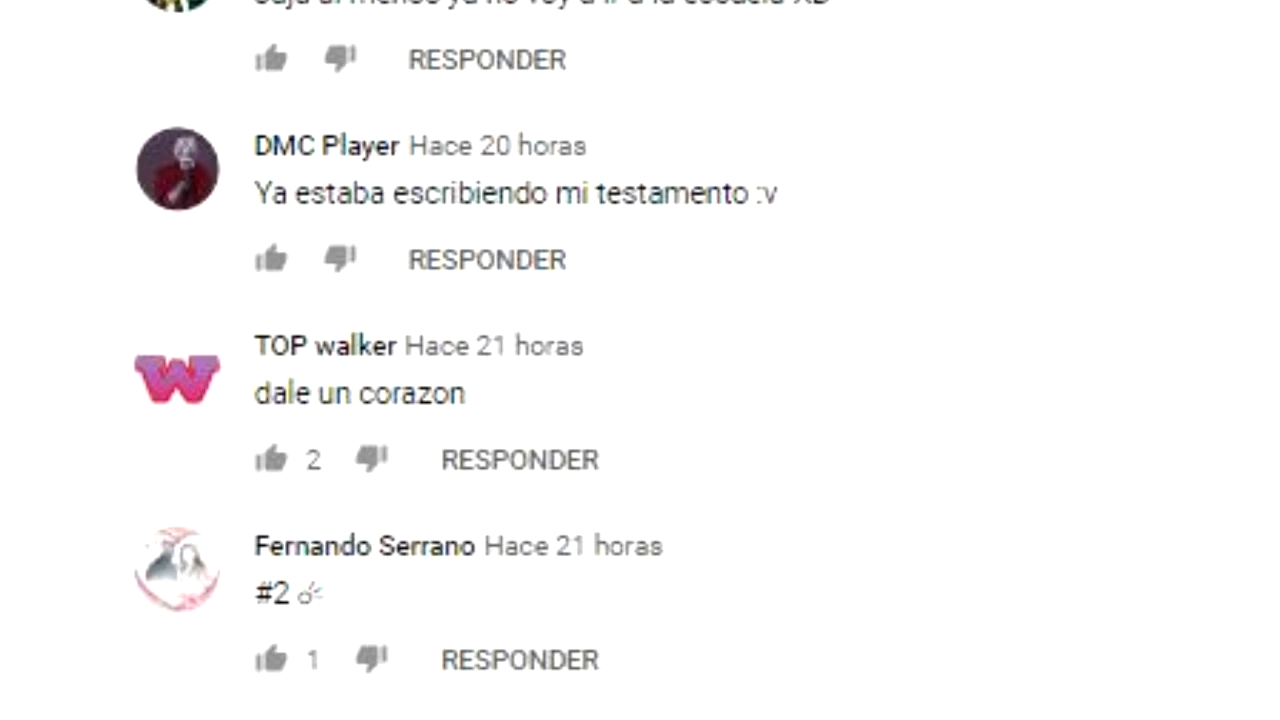 RESPONDER
DMC Player Hace 20 horas
Ya estaba escribiendo mi testamento :v
RESPONDER
TOP walker Hace 21 horas
dale un corazon
2 RESPONDER
Fernando Serrano Hace 21 horas
#2
1 RESPONDER